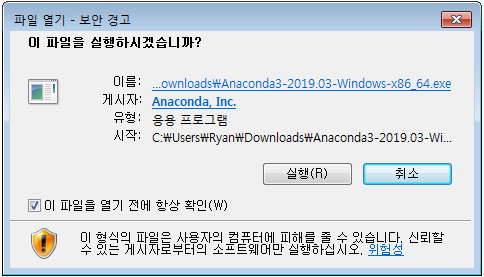 파일 열기 - 보안 경고
이 파일을 실행하시겠습니까?
이름: ...ownloads₩Anaconda3-2019.03-Windows-x86_64.exe
게시자: Anaconda, Inc.
유형: 응용 프로그램
시작: C:₩Users₩Ryan₩Downloads₩Anaconda3-2019.03-Wi...
실행(R) 취소
이 파일을 열기 전에 항상 확인(W)
이 형식의 파일은 사용자의 컴퓨터에 피해를 줄 수 있습니다. 신뢰할
수 있는 게시자로부터의 소프트웨어만 실행하십시오. 위험성